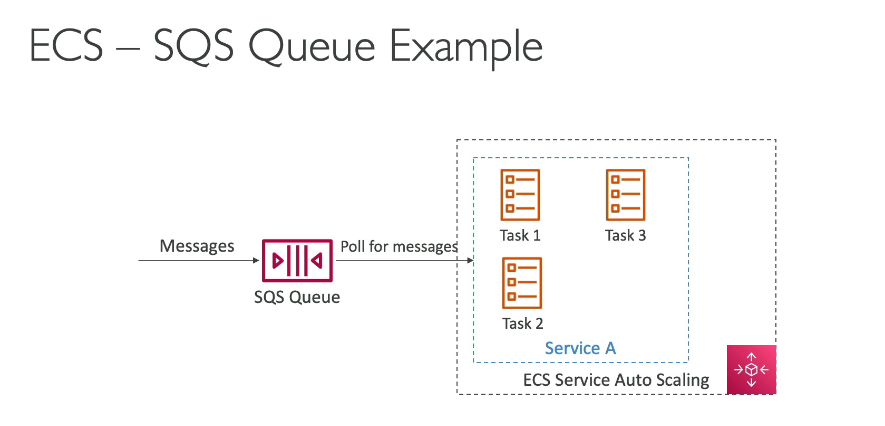 ECS – SQS Queue Example
Messages
SQS Queue
Poll for messages
Task 1
Task 3
Task 2
Service A
ECS Service Auto Scaling